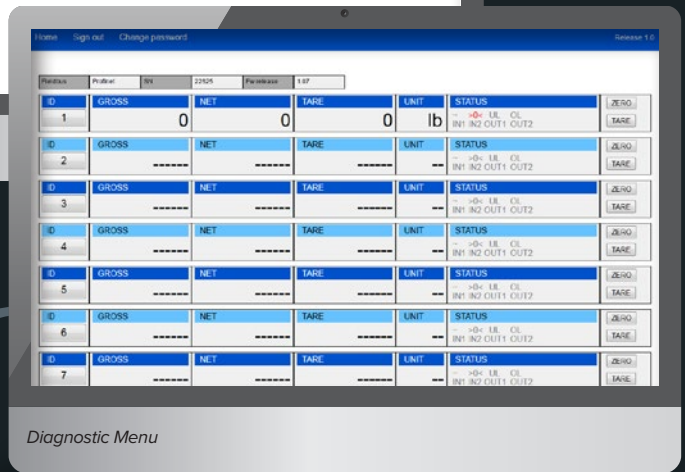 Home Sign out Change password Release 1.0
Fieldbus Profinet SN 22525 Firmware 1.07
ID GROSS NET TARE UNIT STATUS ZERO
1 0 0 0 lb ~ >0< UL OL
IN1 IN2 OUT1 OUT2 TARE
ID GROSS NET TARE UNIT STATUS ZERO
2 ------ ------ ------ -- ~ >0< UL OL
IN1 IN2 OUT1 OUT2 TARE
ID GROSS NET TARE UNIT STATUS ZERO
3 ------ ------ ------ -- ~ >0< UL OL
IN1 IN2 OUT1 OUT2 TARE
ID GROSS NET TARE UNIT STATUS ZERO
4 ------ ------ ------ -- ~ >0< UL OL
IN1 IN2 OUT1 OUT2 TARE
ID GROSS NET TARE UNIT STATUS ZERO
5 ------ ------ ------ -- ~ >0< UL OL
IN1 IN2 OUT1 OUT2 TARE
ID GROSS NET TARE UNIT STATUS ZERO
6 ------ ------ ------ -- ~ >0< UL OL
IN1 IN2 OUT1 OUT2 TARE
ID GROSS NET TARE UNIT STATUS ZERO
7 ------ ------ ------ -- ~ >0< UL OL
IN1 IN2 OUT1 OUT2 TARE
Diagnostic Menu